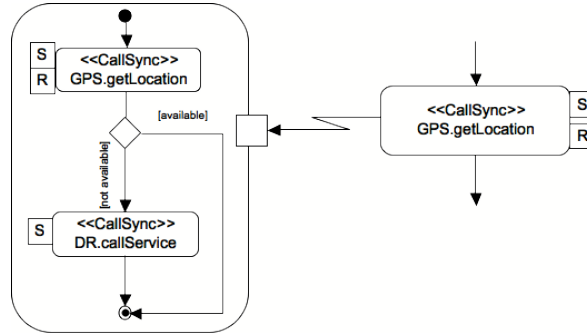 S
R
<<CallSync>>
GPS.getLocation
[available]
[not available]
S
<<CallSync>>
DR.callService
<<CallSync>>
GPS.getLocation
S
R